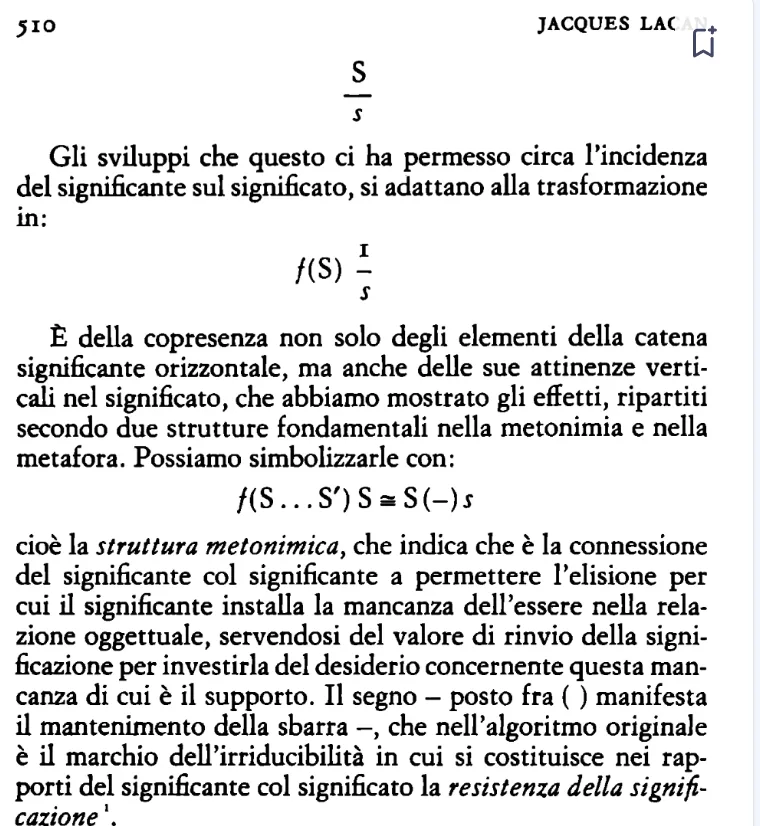 510
JACQUES LAC
S
—
s
Gli sviluppi che questo ci ha permesso circa l'incidenza
del significante sul significato, si adattano alla trasformazione
in:
f(S) 1/s
È della copresenza non solo degli elementi della catena
significante orizzontale, ma anche delle sue attinenze verti-
cali nel significato, che abbiamo mostrato gli effetti, ripartiti
secondo due strutture fondamentali nella metonimia e nella
metafora. Possiamo simbolizzarle con:
f(S...S′) S ≅ S(–)s
cioè la struttura metonimica, che indica che è la connessione
del significante col significante a permettere l'elisione per
cui il significante installa la mancanza dell'essere nella rela-
zione oggettuale, servendosi del valore di rinvio della signi-
ficazione per investirla del desiderio concernente questa man-
canza di cui è il supporto. Il segno – posto fra ( ) manifesta
il mantenimento della sbarra –, che nell'algoritmo originale
è il marchio dell'irriducibilità in cui si costituisce nei rap-
porti del significante col significato la resistenza della signifi-
cazione ¹.